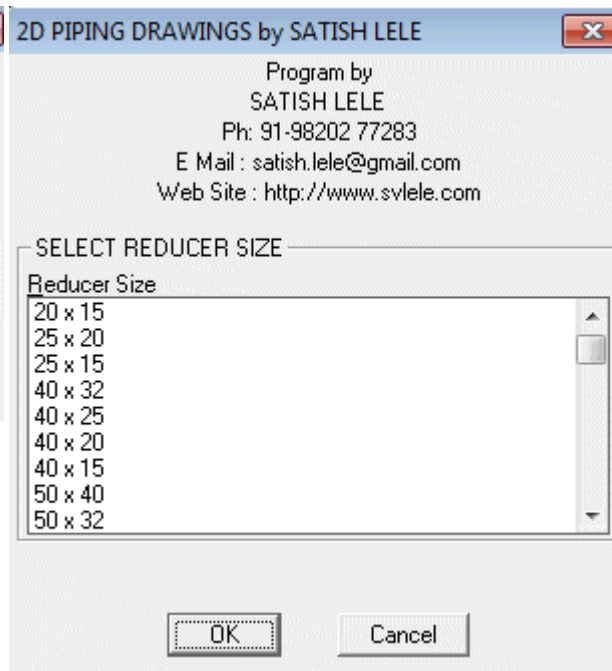 2D PIPING DRAWINGS by SATISH LELE
Program by
SATISH LELE
Ph: 91-98202 77283
E Mail : satish.lele@gmail.com
Web Site : http://www.svlele.com
SELECT REDUCER SIZE
Reducer Size
20 x 15
25 x 20
25 x 15
40 x 32
40 x 25
40 x 20
40 x 15
50 x 40
50 x 32
OK
Cancel